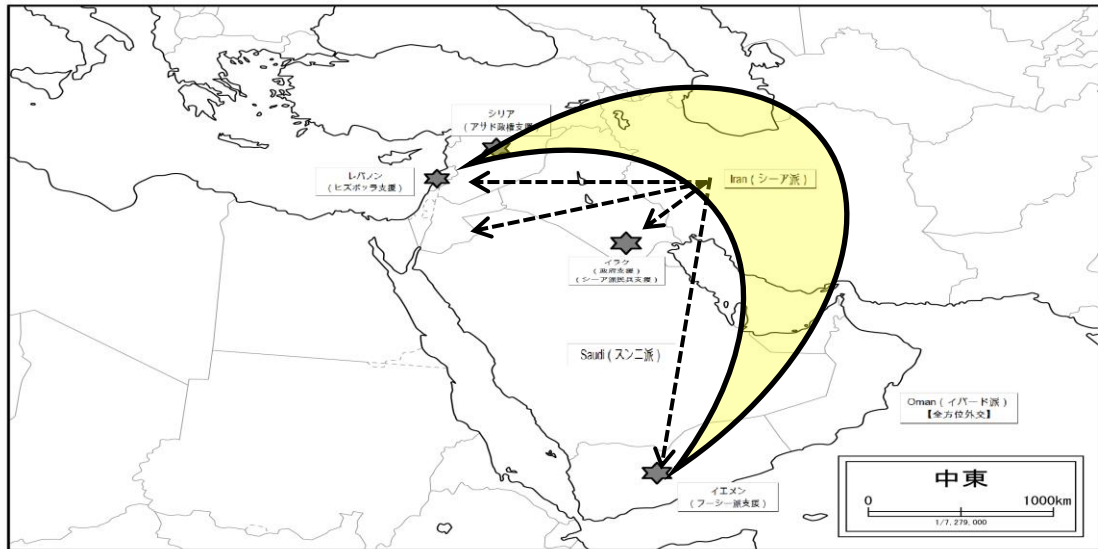 シリア
(アサド政権支援)
レバノン
(ヒズボッラ支援)
Iran(シーア派)
イラク
(政府支援)
(シーア派民兵支援)
Saudi(スンニ派)
Oman(イバード派)
【全方位外交】
イエメン
(フーシー派支援)
中東
0 1000km
1/7,279,000